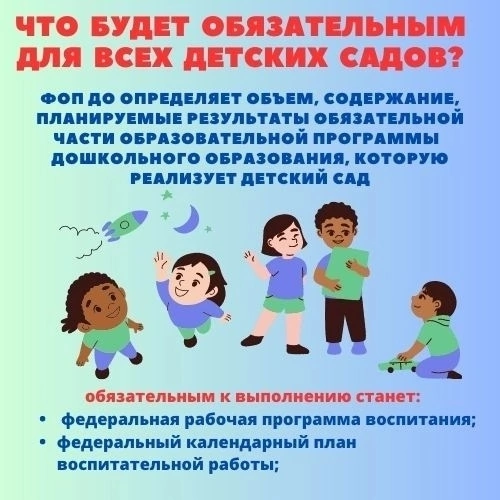 ЧТО БУДЕТ ОБЯЗАТЕЛЬНЫМ
ДЛЯ ВСЕХ ДЕТСКИХ САДОВ?
ФОП ДО ОПРЕДЕЛЯЕТ ОБЪЕМ, СОДЕРЖАНИЕ,
ПЛАНИРУЕМЫЕ РЕЗУЛЬТАТЫ ОБЯЗАТЕЛЬНОЙ
ЧАСТИ ОБРАЗОВАТЕЛЬНОЙ ПРОГРАММЫ
ДОШКОЛЬНОГО ОБРАЗОВАНИЯ, КОТОРУЮ
РЕАЛИЗУЕТ ДЕТСКИЙ САД
обязательным к выполнению станет:
• федеральная рабочая программа воспитания;
• федеральный календарный план
воспитательной работы;